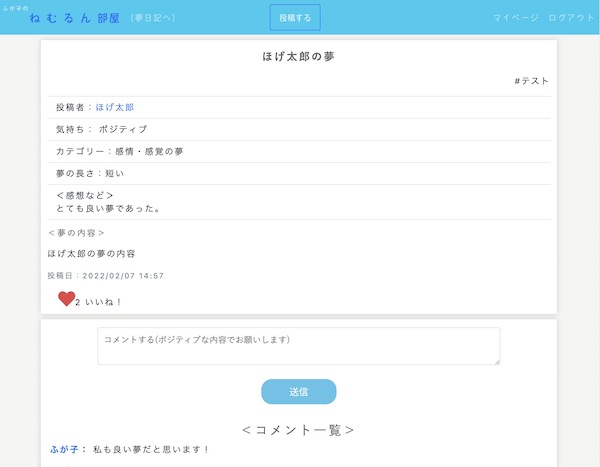 ふが子の
ねむるん部屋 (夢日記へ) 投稿する マイページ ログアウト
ほげ太郎の夢
#テスト
投稿者：ほげ太郎
気持ち： ポジティブ
カテゴリー：感情・感覚の夢
夢の長さ：短い
＜感想など＞
とても良い夢であった。
＜夢の内容＞
ほげ太郎の夢の内容
投稿日：2022/02/07 14:57
2 いいね！
コメントする(ポジティブな内容でお願いします)
送信
＜コメント一覧＞
ふが子： 私も良い夢だと思います！